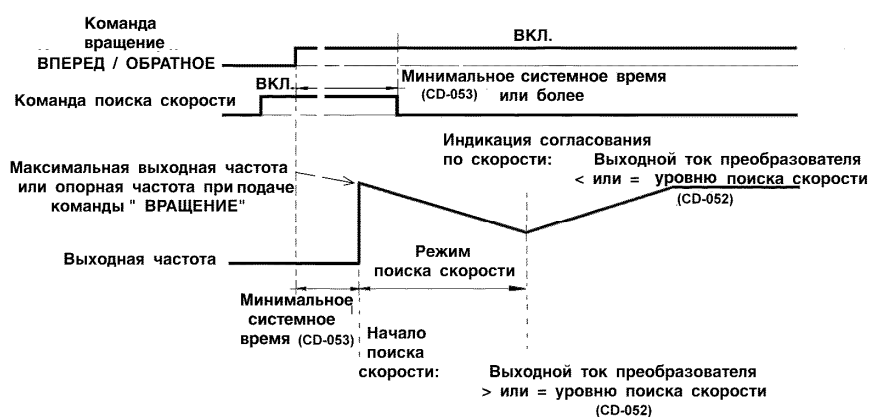 Команда
вращение
ВПЕРЕД / ОБРАТНОЕ
ВКЛ.
ВКЛ.
Минимальное системное время
(CD-053) или более
Команда поиска скорости
Индикация согласования
по скорости: Выходной ток преобразователя
< или = уровню поиска скорости
(CD-052)
Максимальная выходная частота
или опорная частота при подаче
команды " ВРАЩЕНИЕ"
Выходная частота
Режим
поиска скорости
Минимальное
системное
время (CD-053)
Начало
поиска
скорости:
Выходной ток преобразователя
> или = уровню поиска скорости
(CD-052)